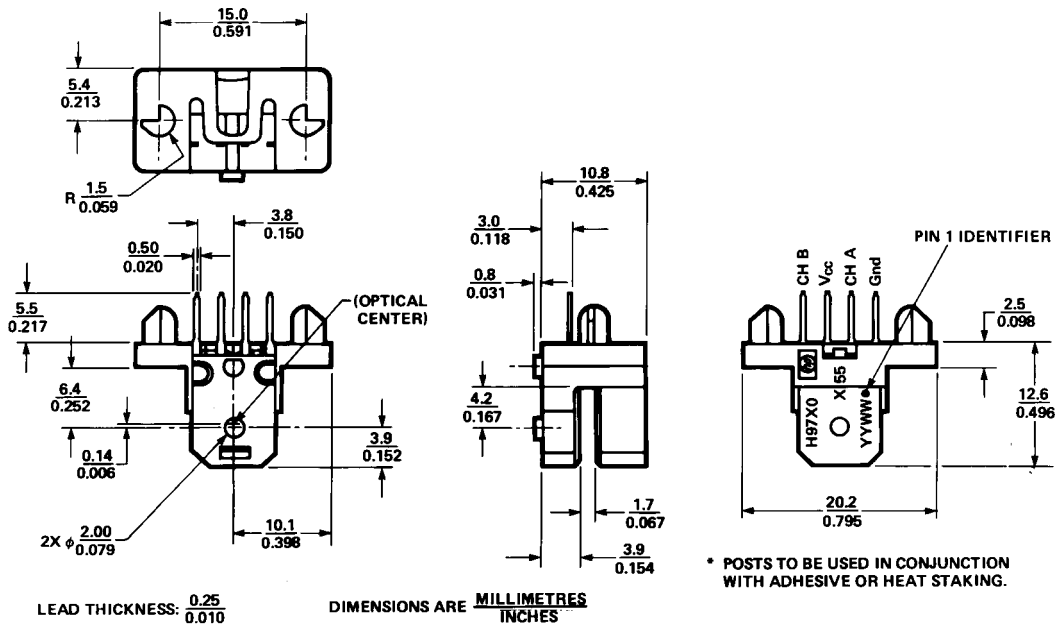 15.0
0.591
5.4
0.213
R 1.5
0.059
3.8
0.150
0.50
0.020
5.5
0.217
(OPTICAL
CENTER)
6.4
0.252
0.14
0.006
3.9
0.152
2X ϕ 2.00
0.079
10.1
0.398
10.8
0.425
3.0
0.118
0.8
0.031
4.2
0.167
1.7
0.067
3.9
0.154
PIN 1 IDENTIFIER
CH B
Vcc
CH A
Gnd
2.5
0.098
12.6
0.496
H97X0
YYWW
20.2
0.795
* POSTS TO BE USED IN CONJUNCTION
WITH ADHESIVE OR HEAT STAKING.
LEAD THICKNESS: 0.25
0.010
DIMENSIONS ARE MILLIMETRES
INCHES